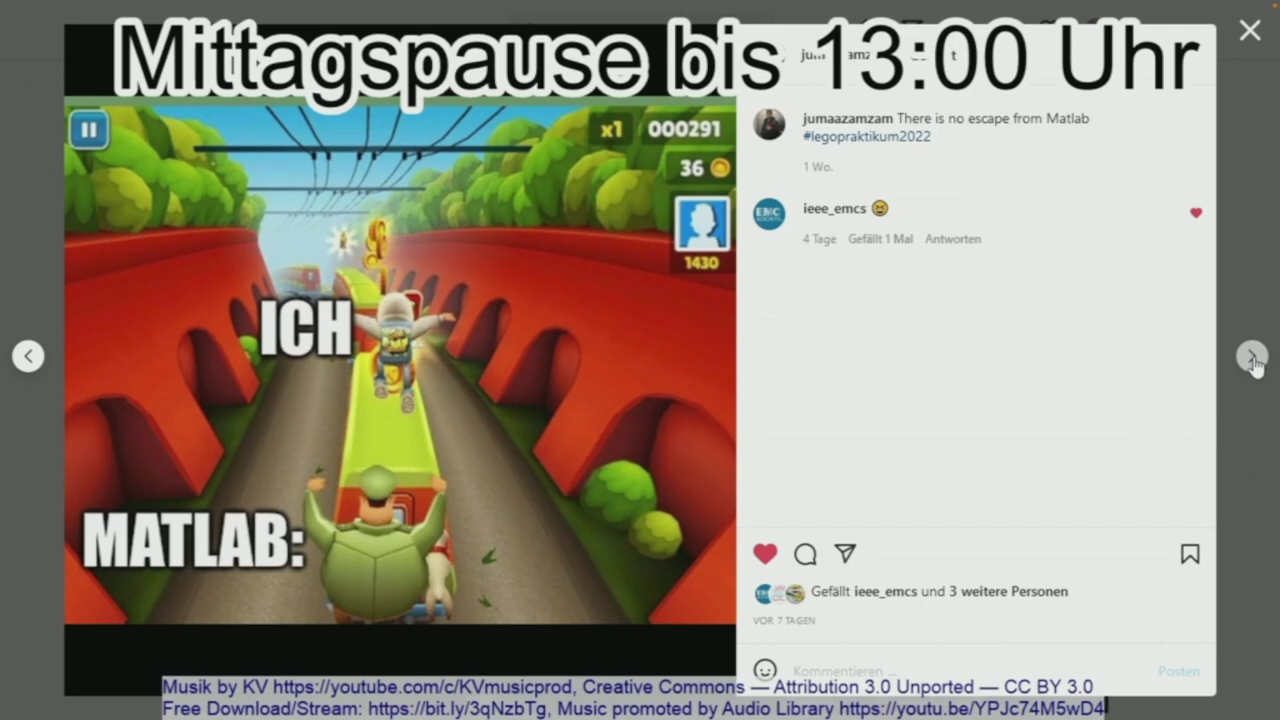 Mittagspause bis 13:00 Uhr
x1 000291
36
1430
ICH
MATLAB:
jumaazamzam There is no escape from Matlab
#legopraktikum2022
1 Wo.
EMC
SOCIETY
ieee_emcs 😆
4 Tage Gefällt 1 Mal Antworten
Gefällt ieee_emcs und 3 weitere Personen
VOR 7 TAGEN
Kommentieren ...
Posten
Musik by KV https://youtube.com/c/KVmusicprod, Creative Commons — Attribution 3.0 Unported — CC BY 3.0
Free Download/Stream: https://bit.ly/3qNzbTg, Music promoted by Audio Library https://youtu.be/YPJc74M5wD4